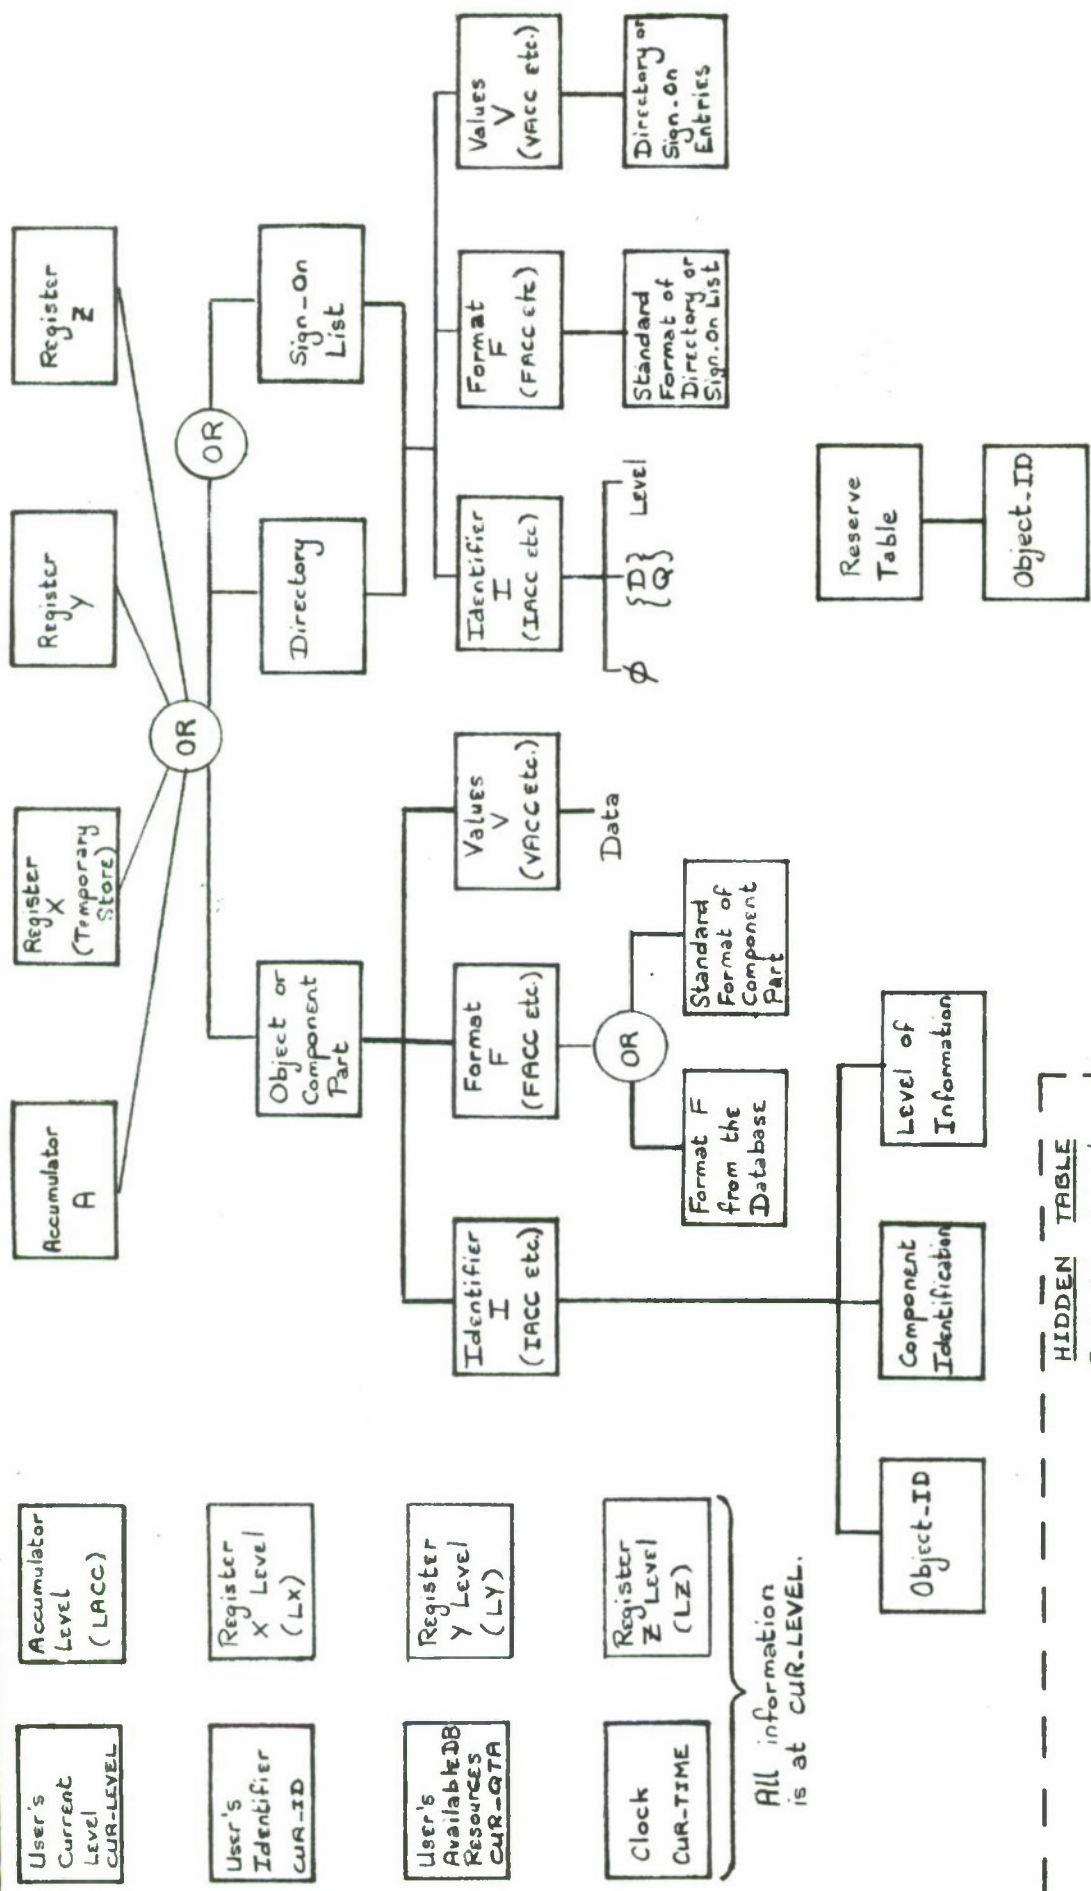 User's
Current
Level
CUR-LEVEL
Accumulator
Level
(LACC)
Accumulator
A
Register
X
(Temporary
Store)
Register
Y
Register
Z
OR
User's
Identifier
CUR-ID
Register
X Level
(LX)
Object or
Component
Part
Directory
OR
Sign-On
List
User's
Available DB
Resources
CUR-QTA
Register
Y Level
(LY)
Identifier
I
(IACC Etc.)
Format
F
(FACC Etc.)
Values
V
(VACC Etc.)
Identifier
I
(IACC Etc)
Format
F
(FACC Etc)
Values
V
(VACC Etc.)
Clock
CUR-TIME
Register
Z Level
(LZ)
OR
Data
Φ
{D}
{Q}
Level
Standard
Format of
Directory or
Sign-On List
Directory or
Sign-On
Entries
Format F
from the
Database
Standard
Format of
Component
Part
All information
is at CUR-LEVEL.
Object-ID
Component
Identification
Level of
Information
Reserve
Table
Object-ID
HIDDEN TABLE